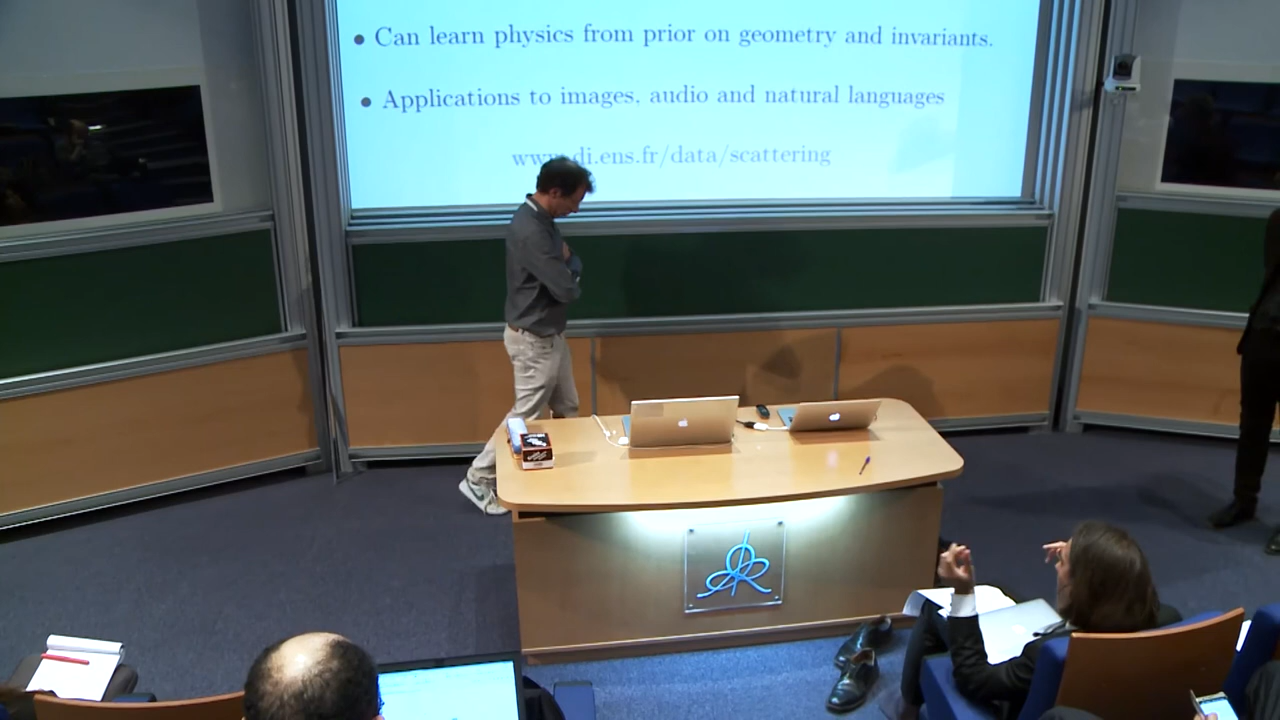 • Can learn physics from prior on geometry and invariants.
• Applications to images, audio and natural languages
www.di.ens.fr/data/scattering